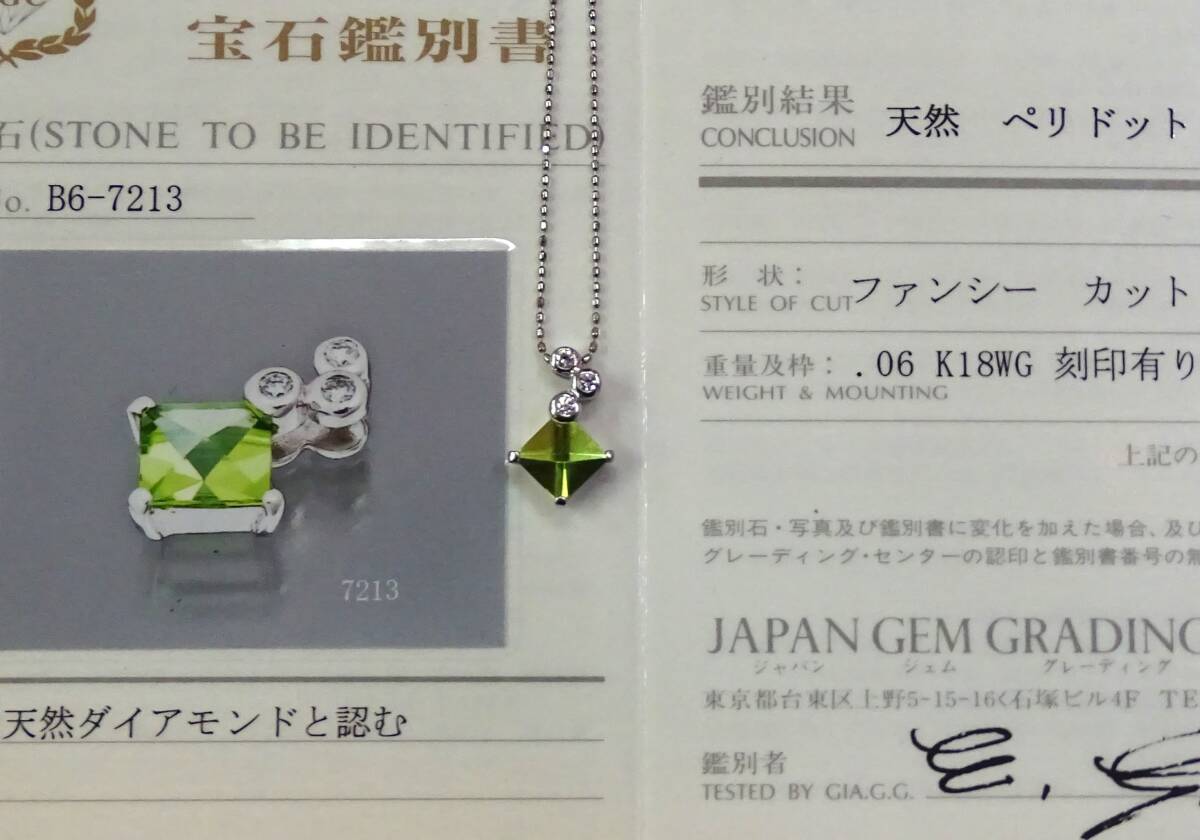 宝石鑑別書
石(STONE TO BE IDENTIFIED)
No. B6-7213
7213
天然ダイアモンドと認む
鑑別結果 天然 ペリドット
CONCLUSION
形 状: ファンシー カット
STYLE OF CUT
重量及枠: .06 K18WG 刻印有り
WEIGHT & MOUNTING
上記の
鑑別石・写真及び鑑別書に変化を加えた場合、及び
グレーディング・センターの認印と鑑別書番号の無
JAPAN GEM GRADING
ジャパン ジェム グレーディング
東京都台東区上野5-15-16(石塚ビル4F TE
鑑別者
TESTED BY GIA.G.G.